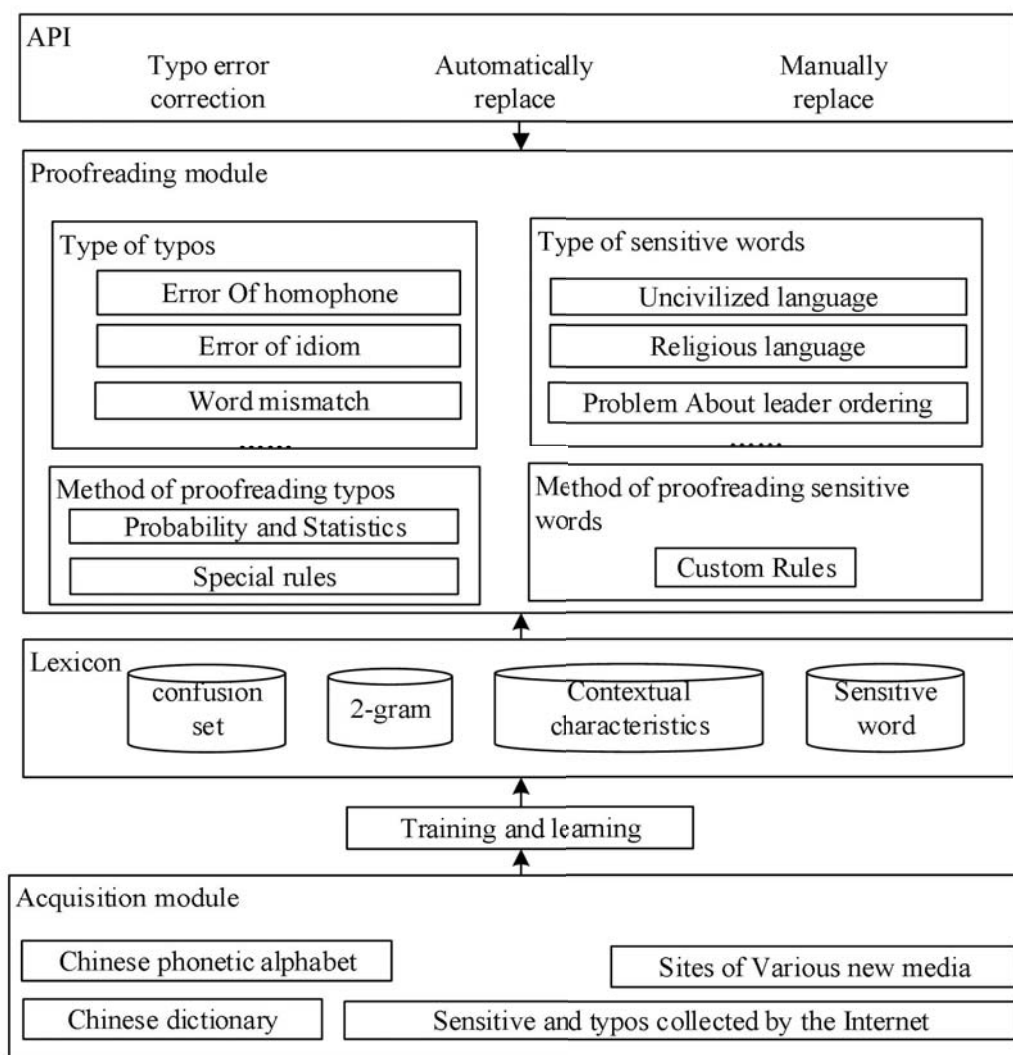 API
Typo error
correction
Automatically
replace
Manually
replace
Proofreading module
Type of typos
Error Of homophone
Error of idiom
Word mismatch
......
Type of sensitive words
Uncivilized language
Religious language
Problem About leader ordering
......
Method of proofreading typos
Probability and Statistics
Special rules
Method of proofreading sensitive
words
Custom Rules
Lexicon
confusion
set
2-gram
Contextual
characteristics
Sensitive
word
Training and learning
Acquisition module
Chinese phonetic alphabet
Sites of Various new media
Chinese dictionary
Sensitive and typos collected by the Internet